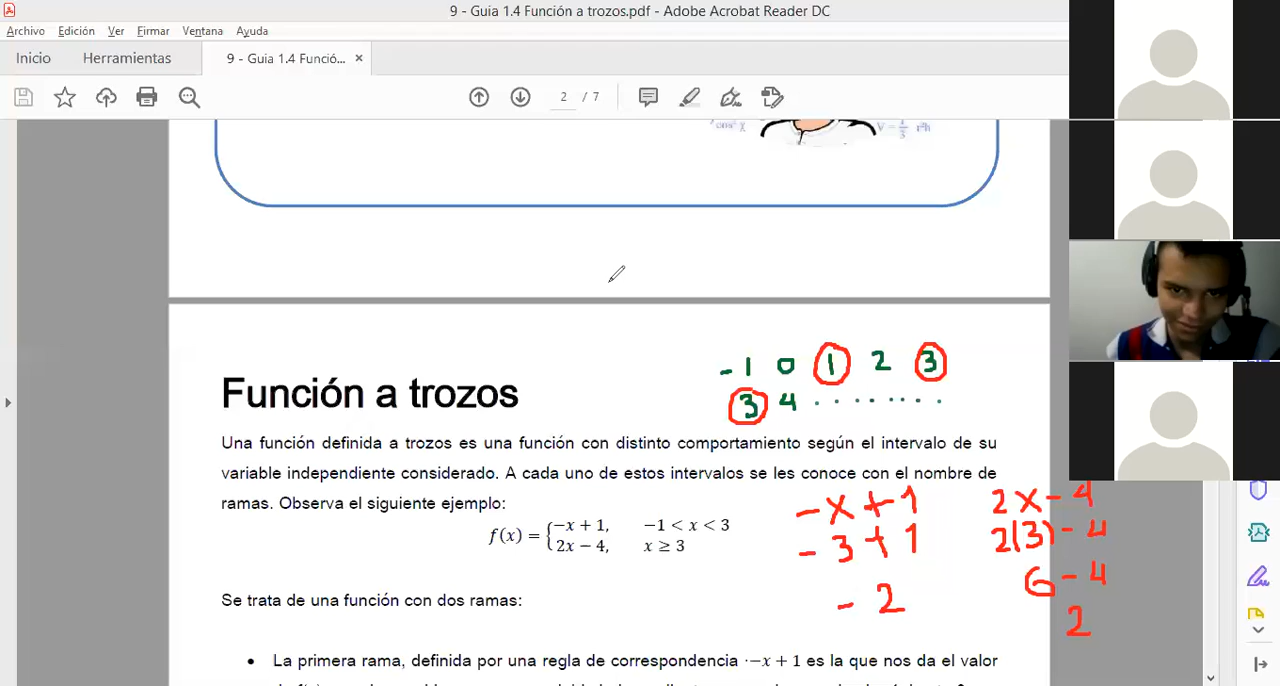 9 - Guia 1.4 Función a trozos.pdf - Adobe Acrobat Reader DC
Archivo Edición Ver Firmar Ventana Ayuda
Inicio Herramientas 9 - Guia 1.4 Funció... ×
2 / 7
-1 0 1 2 3
Función a trozos
3 4 . . . . . . . .
Una función definida a trozos es una función con distinto comportamiento según el intervalo de su
variable independiente considerado. A cada uno de estos intervalos se les conoce con el nombre de
ramas. Observa el siguiente ejemplo:
f(x) = { -x + 1, -1 < x < 3
2x - 4, x ≥ 3
-x+1
-3+1
-2
2x-4
2(3)-4
6-4
2
Se trata de una función con dos ramas:
• La primera rama, definida por una regla de correspondencia ·-x + 1 es la que nos da el valor